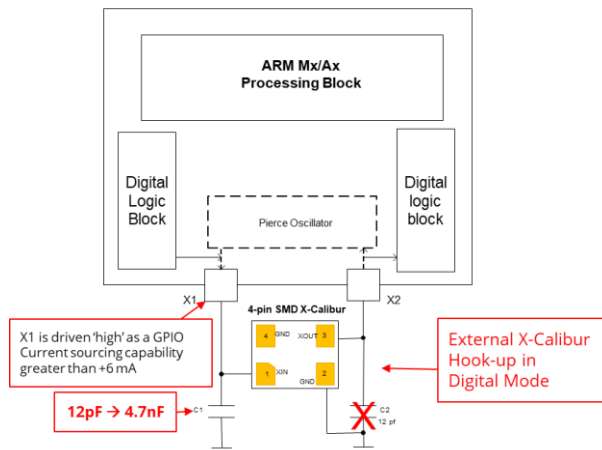 ARM Mx/Ax
Processing Block
Digital
Logic
Block
Digital
logic
block
Pierce Oscillator
X1
X2
4-pin SMD X-Calibur
4
GND
XOUT
3
1
XIN
2
GND
X1 is driven ‘high’ as a GPIO
Current sourcing capability
greater than +6 mA
External X-Calibur
Hook-up in
Digital Mode
12pF → 4.7nF
C1
C2
12 pf